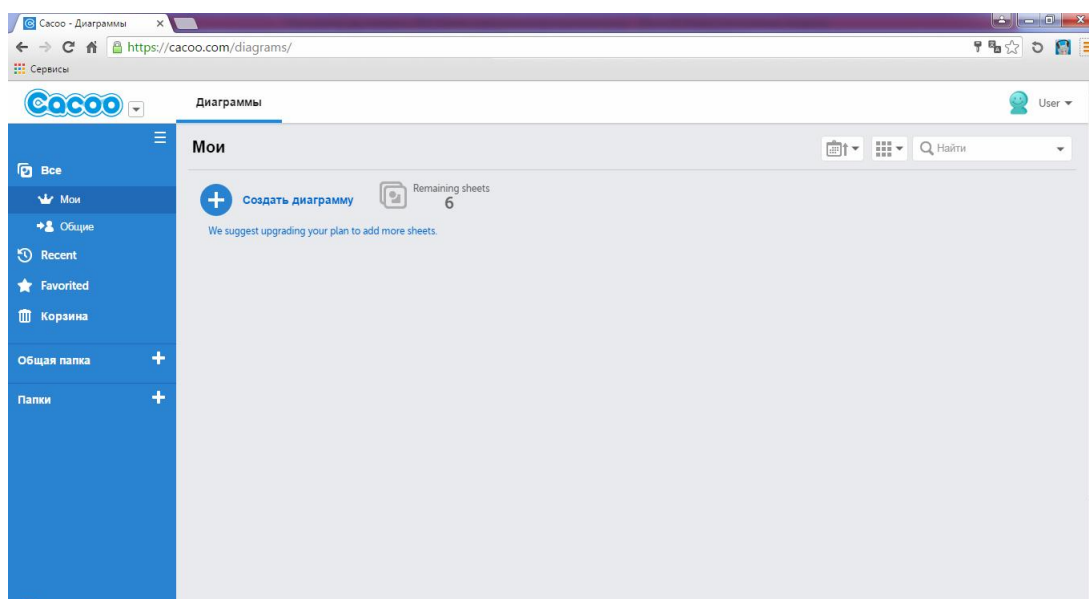 Cacoo - Диаграммы
https://cacoo.com/diagrams/
Сервисы
Cacoo
Диаграммы
User
Все
Мои
Общие
Recent
Favorited
Корзина
Общая папка
Папки
Мои
Найти
Создать диаграмму
Remaining sheets
6
We suggest upgrading your plan to add more sheets.